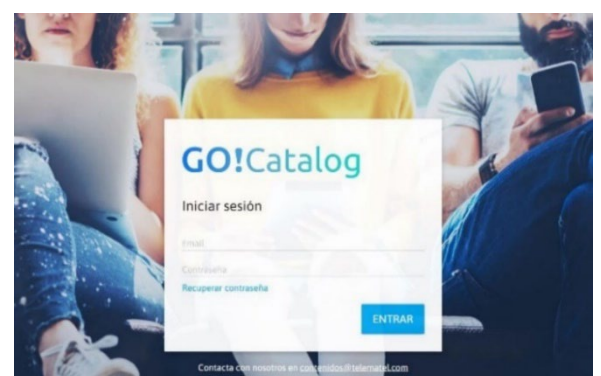 GO!Catalog
Iniciar sesión
Email
Contraseña
Recuperar contraseña
ENTRAR
Contacta con nosotros en contenidos@telematel.com